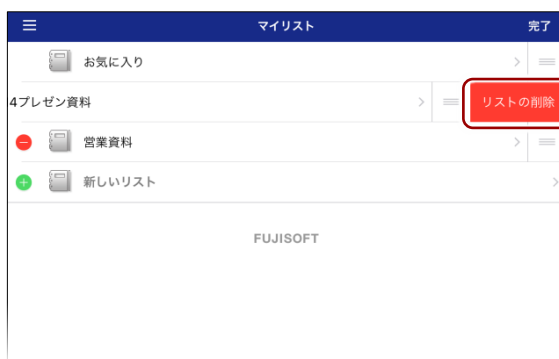 マイリスト 完了
お気に入り
4プレゼン資料 リストの削除
営業資料
新しいリスト
FUJISOFT